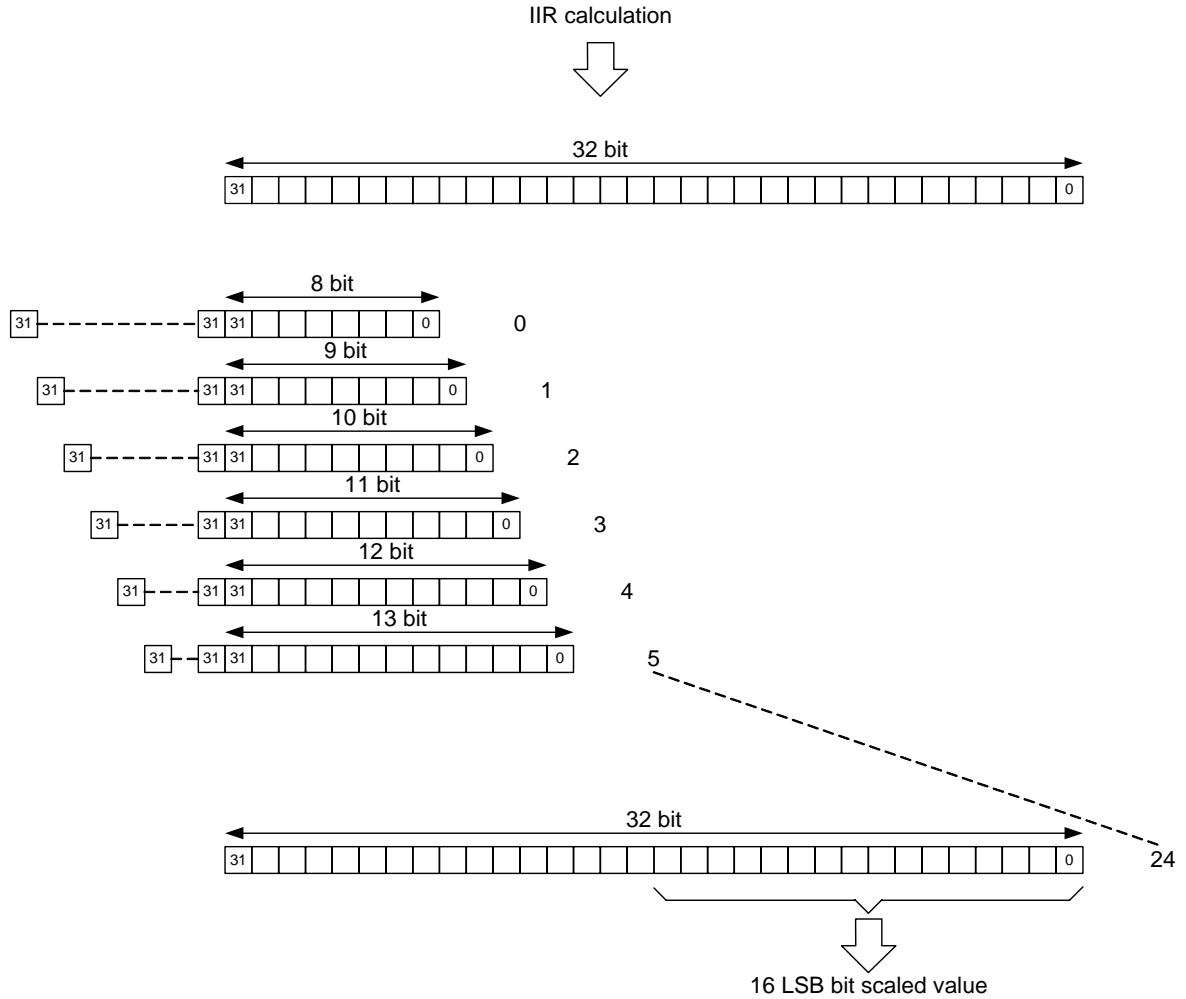 IIR calculation
32 bit
31 0
8 bit
31 31 31 0 0
9 bit
31 31 31 0 1
10 bit
31 31 31 0 2
11 bit
31 31 31 0 3
12 bit
31 31 31 0 4
13 bit
31 31 31 0 5
32 bit
31 0 24
16 LSB bit scaled value